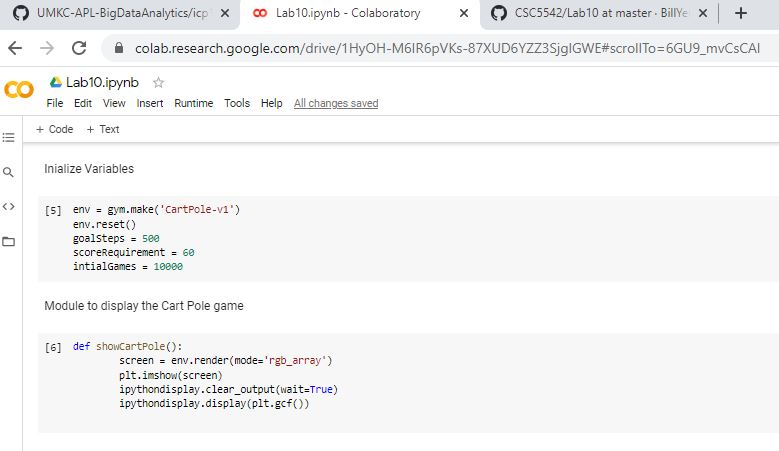 UMKC-APL-BigDataAnalytics/icp1
Lab10.ipynb - Colaboratory
CSC5542/Lab10 at master · BillYe
colab.research.google.com/drive/1HyOH-M6IR6pVKs-87XUD6YZZ3SjgIGWE#scrollTo=6GU9_mvCsCAI
CO
Lab10.ipynb
File Edit View Insert Runtime Tools Help All changes saved
+ Code + Text
Inialize Variables
[5] env = gym.make('CartPole-v1')
env.reset()
goalSteps = 500
scoreRequirement = 60
intialGames = 10000
Module to display the Cart Pole game
[6] def showCartPole():
screen = env.render(mode='rgb_array')
plt.imshow(screen)
ipythondisplay.clear_output(wait=True)
ipythondisplay.display(plt.gcf())